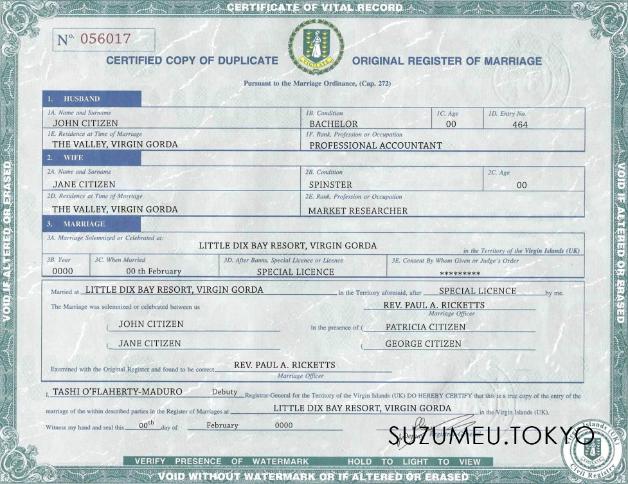 CERTIFICATE OF VITAL RECORD
Nº 056017
CERTIFIED COPY OF DUPLICATE ORIGINAL REGISTER OF MARRIAGE
Pursuant to the Marriage Ordinance, (Cap. 272)
1. HUSBAND
1A. Name and Surname 1B. Condition 1C. Age 1D. Entry No.
JOHN CITIZEN BACHELOR 00 464
1E. Residence at Time of Marriage 1F. Rank, Profession or Occupation
THE VALLEY, VIRGIN GORDA PROFESSIONAL ACCOUNTANT
2. WIFE
2A. Name and Surname 2B. Condition 2C. Age
JANE CITIZEN SPINSTER 00
2D. Residence at Time of Marriage 2E. Rank, Profession or Occupation
THE VALLEY, VIRGIN GORDA MARKET RESEARCHER
3. MARRIAGE
3A. Marriage Solemnized or Celebrated at:
LITTLE DIX BAY RESORT, VIRGIN GORDA in the Territory of the Virgin Islands (UK)
3B. Year 3C. When Married 3D. After Banns, Special Licence or Licence 3E. Consent By Whom Given or Judge's Order
0000 00 th February SPECIAL LICENCE *********
Married at LITTLE DIX BAY RESORT, VIRGIN GORDA in the Territory aforesaid, after SPECIAL LICENCE by me.
The Marriage was solemnized or celebrated between us REV. PAUL A. RICKETTS
Marriage Officer
( JOHN CITIZEN In the presence of ( PATRICIA CITIZEN
( JANE CITIZEN ( GEORGE CITIZEN
Examined with the Original Register and found to be correct REV. PAUL A. RICKETTS
Marriage Officer
I, TASHI O'FLAHERTY-MADURO Deputy Registrar-General for the Territory of the Virgin Islands (UK) DO HEREBY CERTIFY that this is a true copy of the entry of the
marriage of the within described parties in the Register of Marriages at LITTLE DIX BAY RESORT, VIRGIN GORDA in the Virgin Islands (UK).
Witness my hand and seal this 00th day of February 0000
SUZUMEU.TOKYO
VERIFY PRESENCE OF WATERMARK HOLD TO LIGHT TO VIEW
VOID WITHOUT WATERMARK OR IF ALTERED OR ERASED
VOID IF ALTERED OR ERASED
VOID IF ALTERED OR ERASED